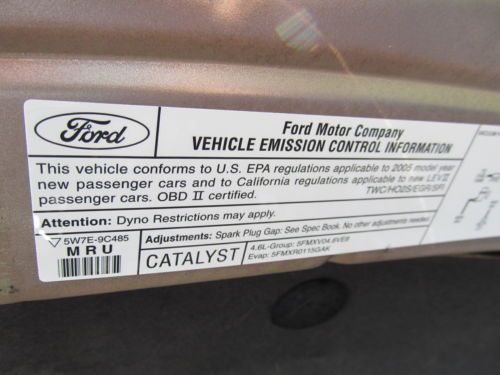 Ford
Ford Motor Company
VEHICLE EMISSION CONTROL INFORMATION
This vehicle conforms to U.S. EPA regulations applicable to 2005 model year
new passenger cars and to California regulations applicable to new LEV II
passenger cars. OBD II certified.
TWC/HO2S/EGR/SFI
Attention: Dyno Restrictions may apply.
5W7E-9C485
MRU
Adjustments: Spark Plug Gap: See Spec Book. No other adjustments needed.
CATALYST
4.6L-Group: 5FMXV04.6VE8
Evap: 5FMXR0115GAK